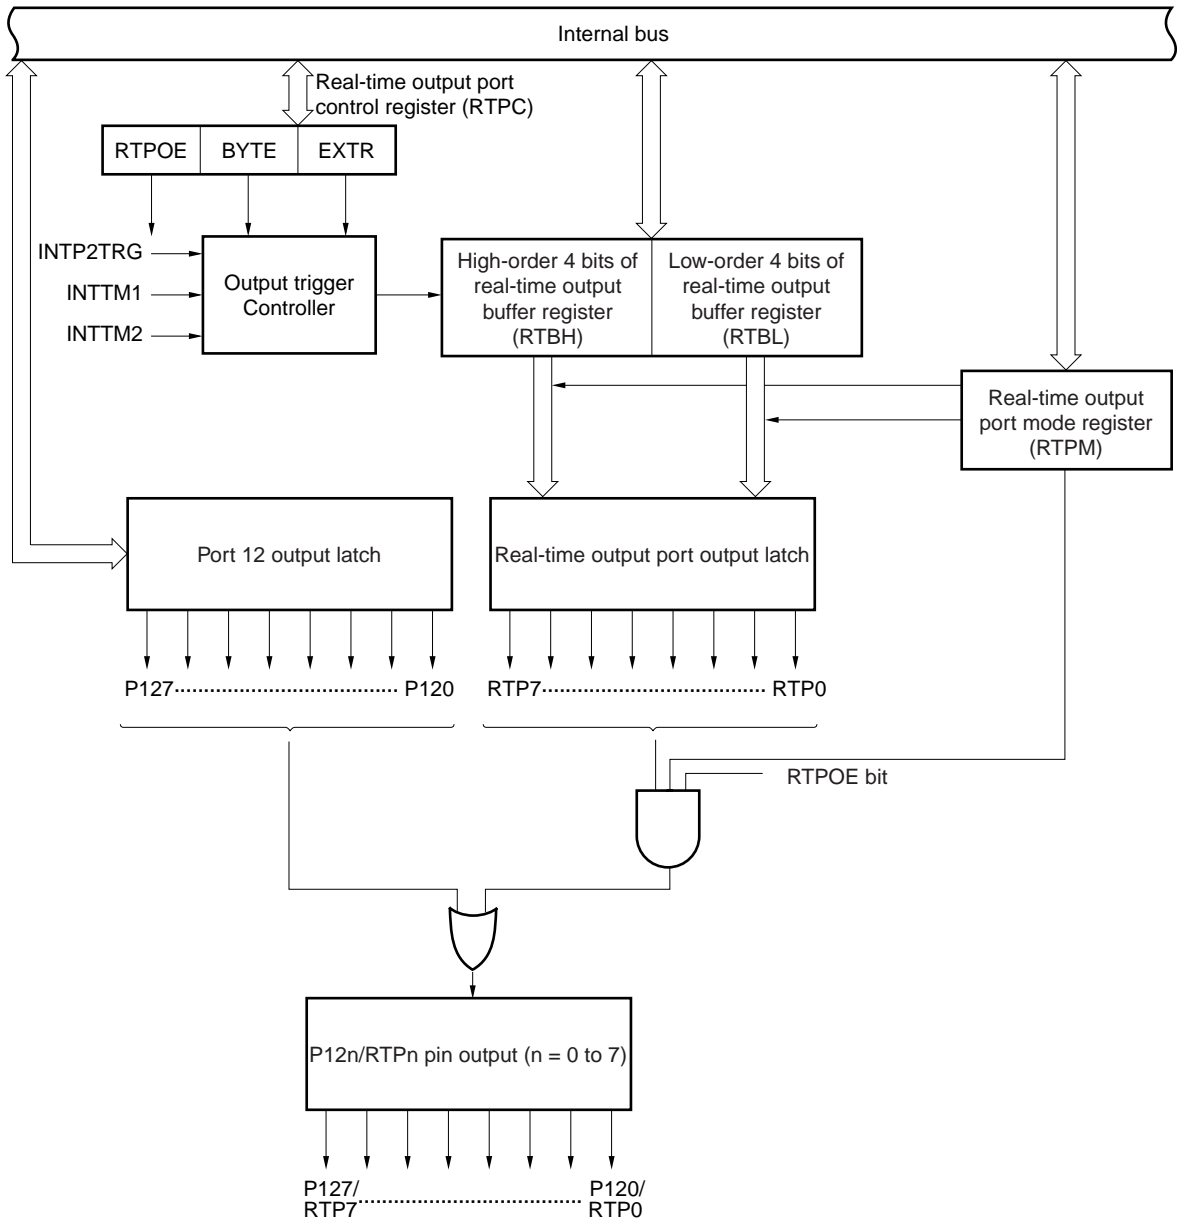 Internal bus
Real-time output port
control register (RTPC)
RTPOE BYTE EXTR
INTP2TRG
INTTM1
INTTM2
Output trigger
Controller
High-order 4 bits of
real-time output
buffer register
(RTBH)
Low-order 4 bits of
real-time output
buffer register
(RTBL)
Real-time output
port mode register
(RTPM)
Port 12 output latch
Real-time output port output latch
P127 P120
RTP7 RTP0
RTPOE bit
P12n/RTPn pin output (n = 0 to 7)
P127/
RTP7
P120/
RTP0